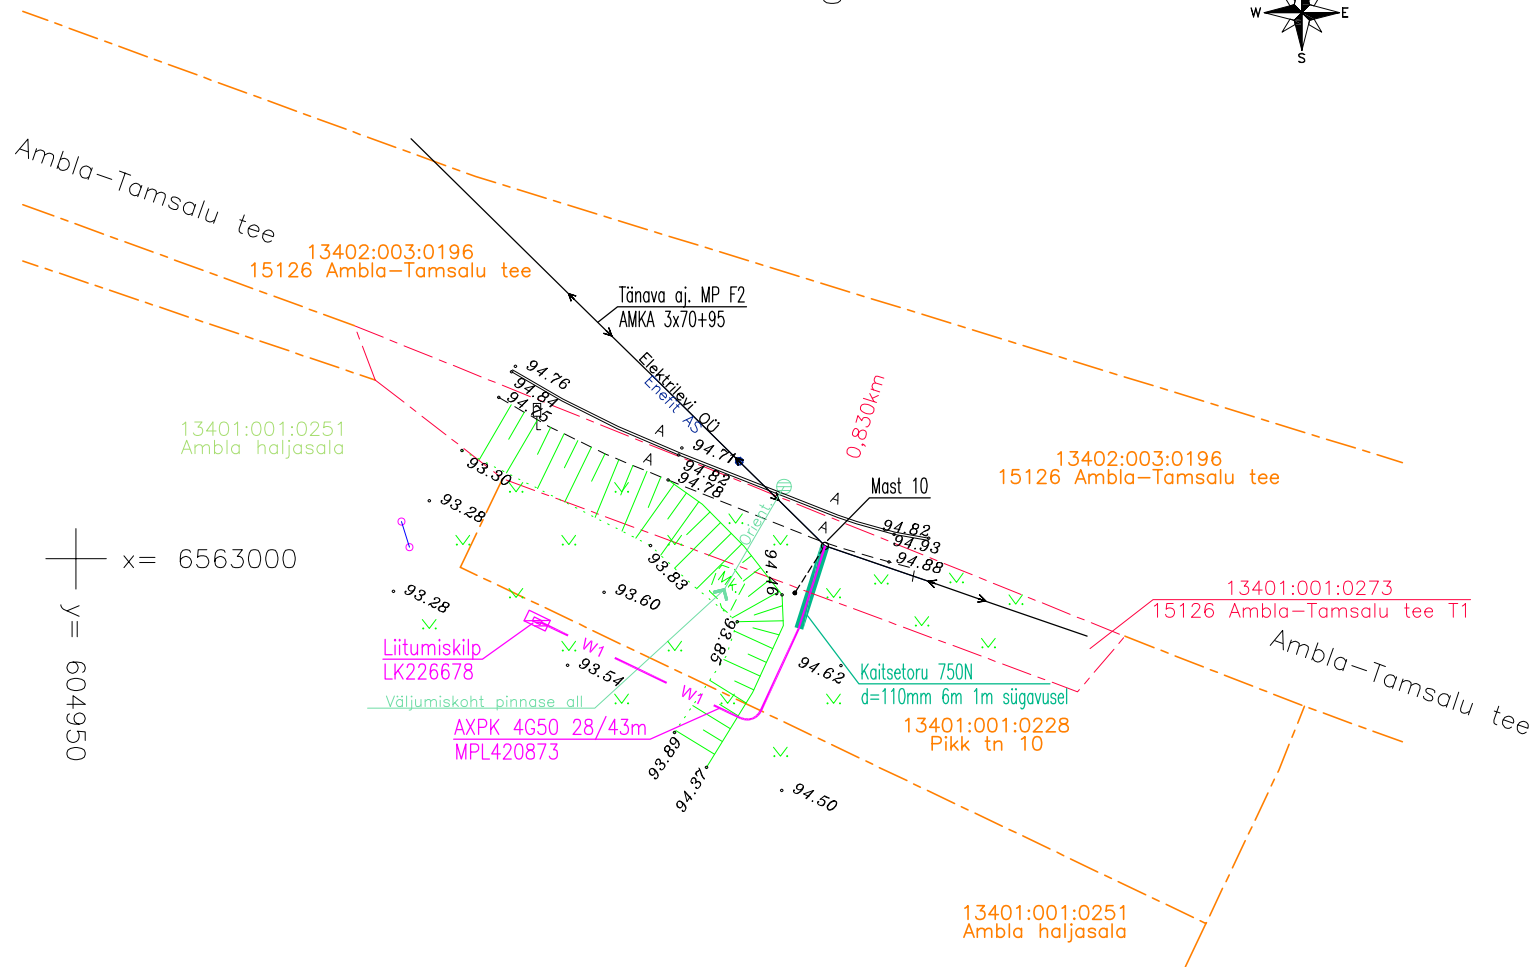 W E
S
Ambla-Tamsalu tee
13402:003:0196
15126 Ambla-Tamsalu tee
Tänava aj. MP F2
AMKA 3x70+95
Elektrilevi OÜ
Enefit AS
0,830km
94.76
94.84
94.75
13401:001:0251
Ambla haljasala
A
A
94.71
94.82
94.78
13402:003:0196
15126 Ambla-Tamsalu tee
93.30
93.28
Mast 10
A
A
94.82
94.93
94.88
Orient
x= 6563000
y= 604950
93.83
94.46
Mk
93.28
93.60
13401:001:0273
15126 Ambla-Tamsalu tee T1
Ambla-Tamsalu tee
93.85
Liitumiskilp
LK226678
W1
93.54
W1
94.62
Kaitsetoru 750N
d=110mm 6m 1m sügavusel
Väljumiskoht pinnase all
AXPK 4G50 28/43m
MPL420873
13401:001:0228
Pikk tn 10
93.89
94.37
94.50
13401:001:0251
Ambla haljasala